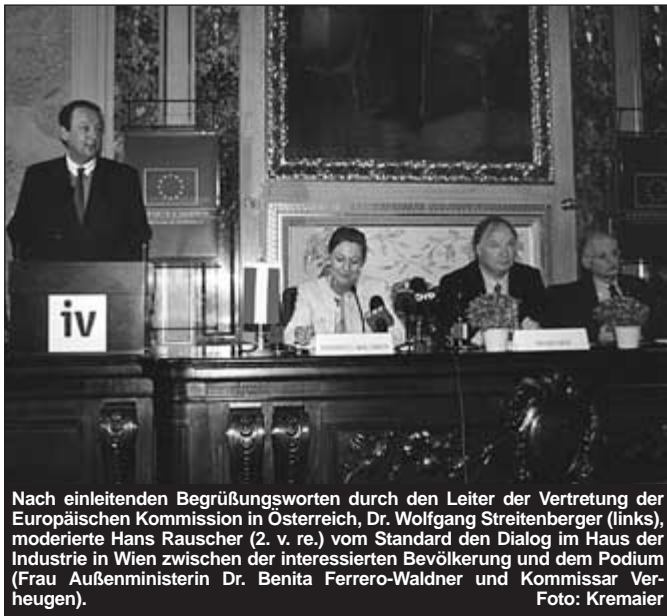 iv
Nach einleitenden Begrüßungsworten durch den Leiter der Vertretung der
Europäischen Kommission in Österreich, Dr. Wolfgang Streitenberger (links),
moderierte Hans Rauscher (2. v. re.) vom Standard den Dialog im Haus der
Industrie in Wien zwischen der interessierten Bevölkerung und dem Podium
(Frau Außenministerin Dr. Benita Ferrero-Waldner und Kommissar Ver-
heugen). Foto: Kremaier